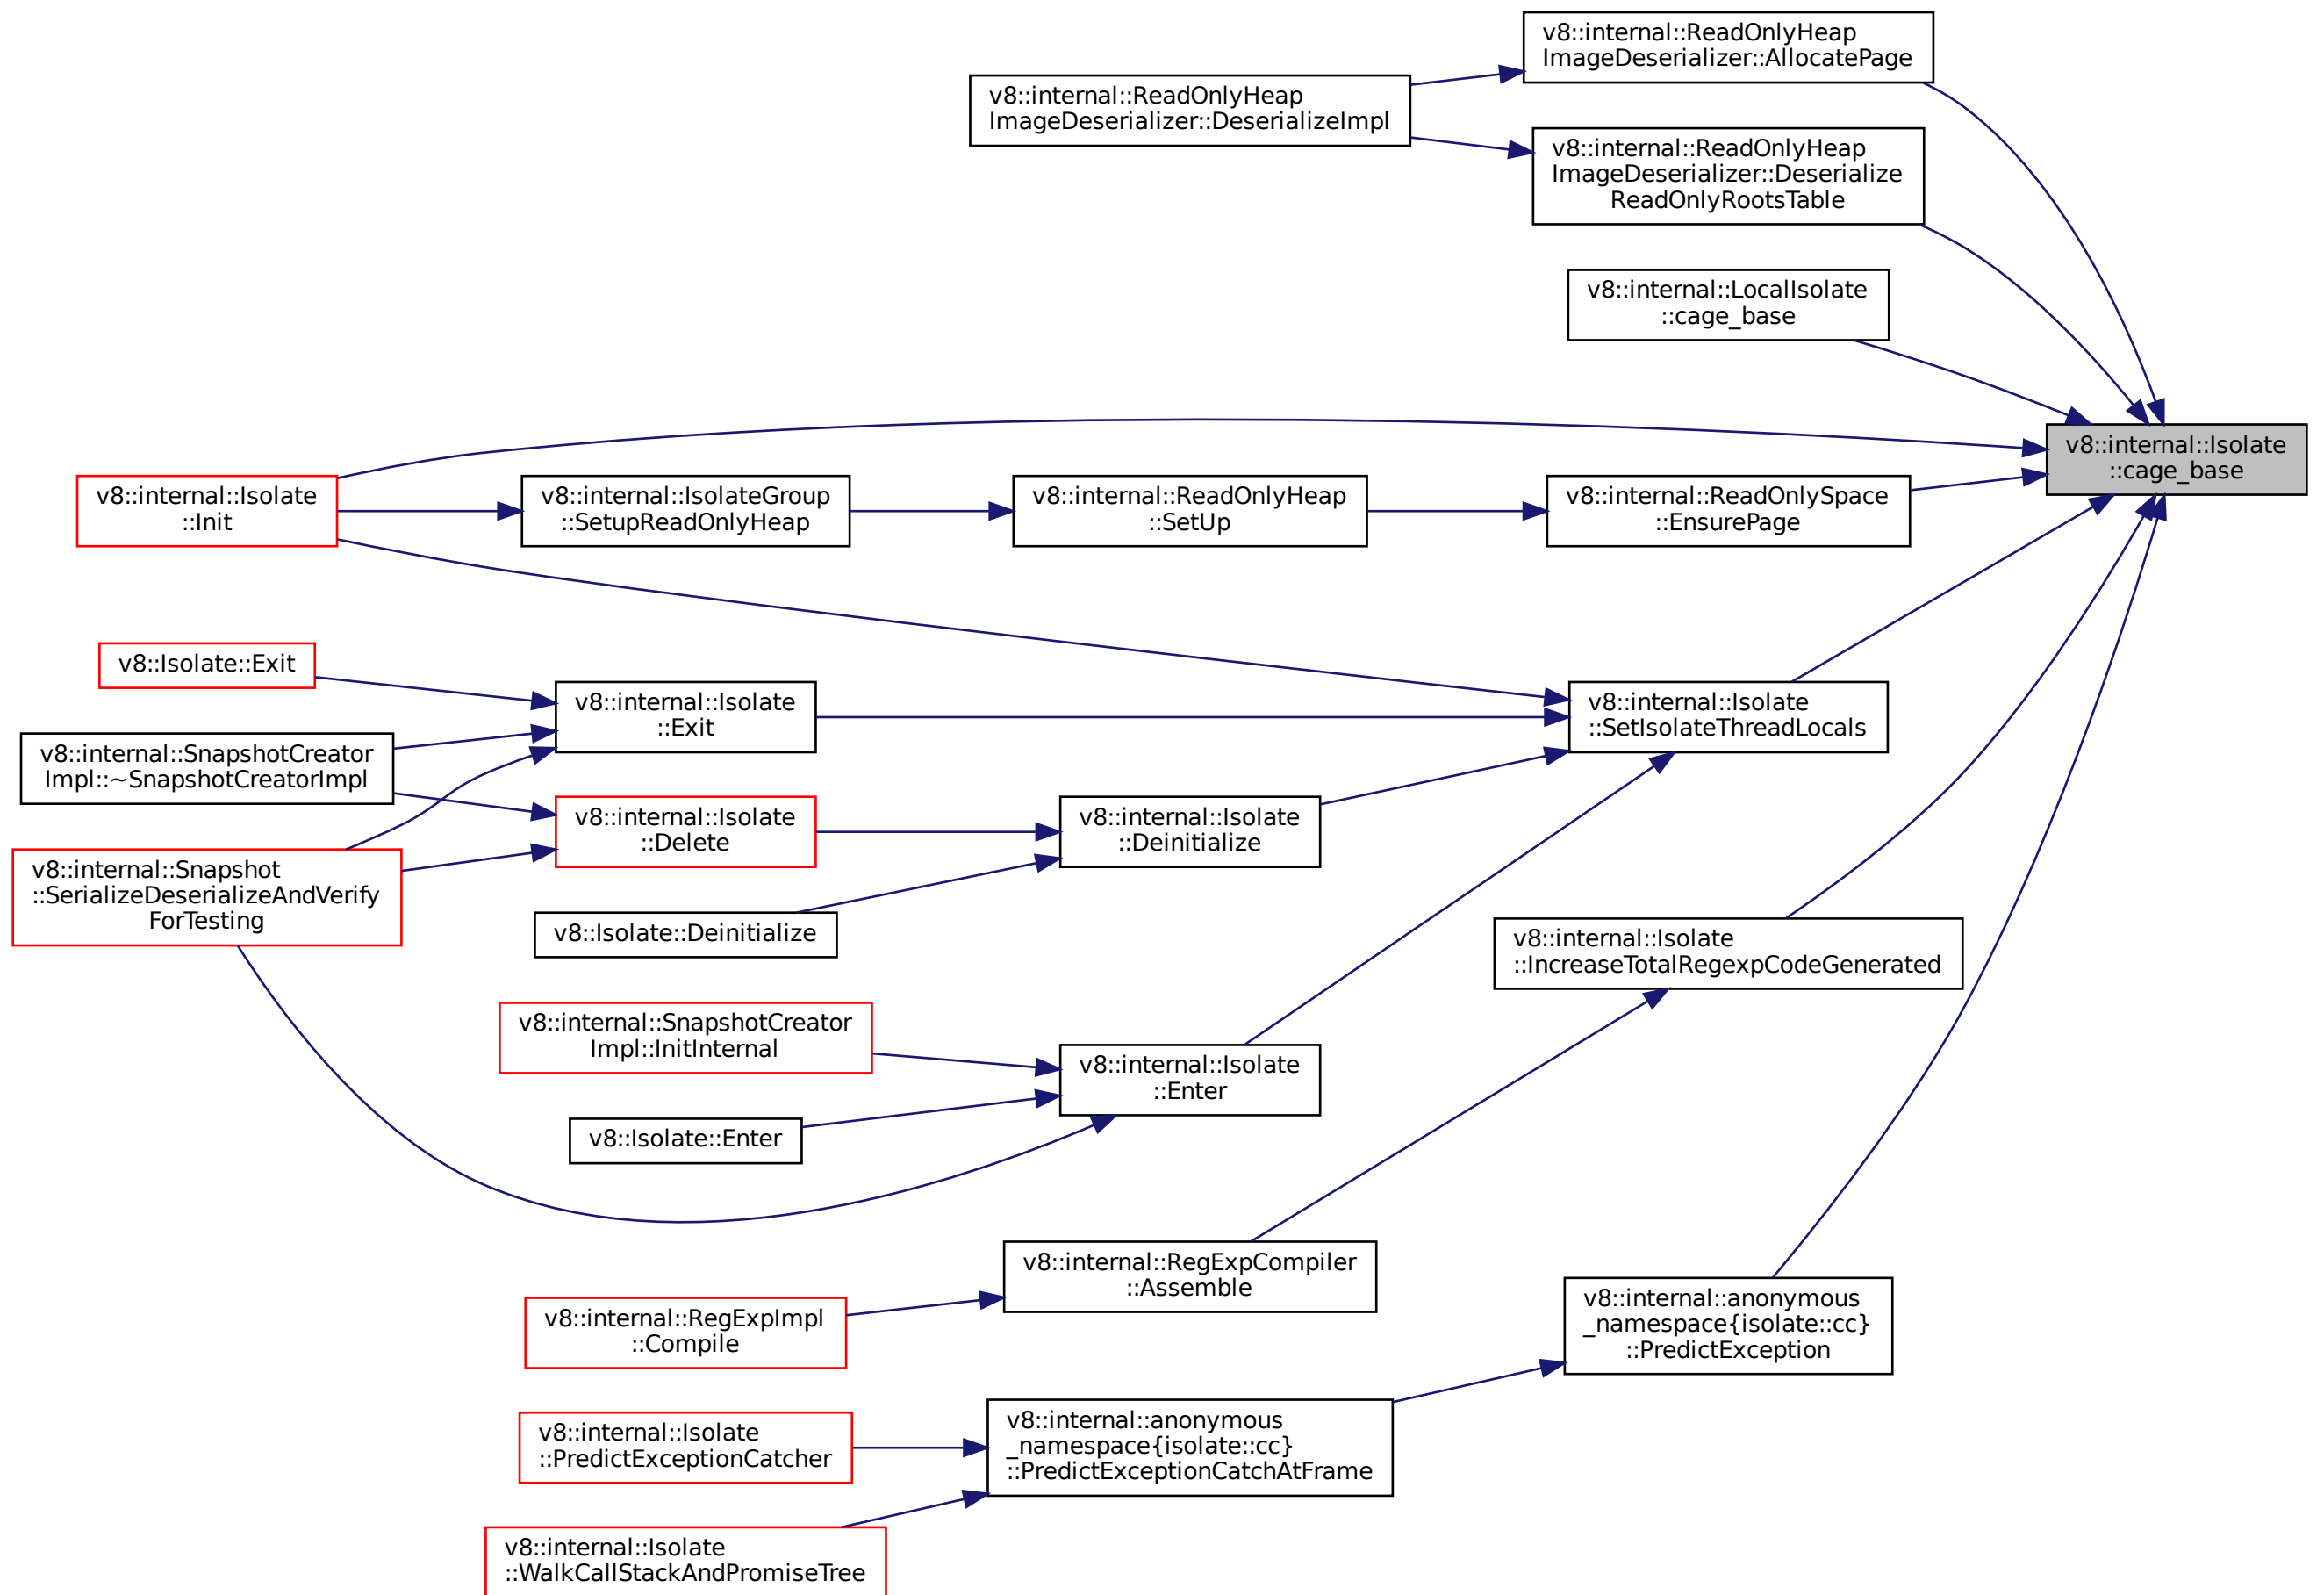 v8::internal::ReadOnlyHeap
ImageDeserializer::AllocatePage
v8::internal::ReadOnlyHeap
ImageDeserializer::DeserializeImpl
v8::internal::ReadOnlyHeap
ImageDeserializer::Deserialize
ReadOnlyRootsTable
v8::internal::LocalIsolate
::cage_base
v8::internal::Isolate
::cage_base
v8::internal::Isolate
::Init
v8::internal::IsolateGroup
::SetupReadOnlyHeap
v8::internal::ReadOnlyHeap
::SetUp
v8::internal::ReadOnlySpace
::EnsurePage
v8::Isolate::Exit
v8::internal::Isolate
::Exit
v8::internal::Isolate
::SetIsolateThreadLocals
v8::internal::SnapshotCreator
Impl::~SnapshotCreatorImpl
v8::internal::Isolate
::Delete
v8::internal::Isolate
::Deinitialize
v8::internal::Snapshot
::SerializeDeserializeAndVerify
ForTesting
v8::Isolate::Deinitialize
v8::internal::Isolate
::IncreaseTotalRegexpCodeGenerated
v8::internal::SnapshotCreator
Impl::InitInternal
v8::internal::Isolate
::Enter
v8::Isolate::Enter
v8::internal::RegExpCompiler
::Assemble
v8::internal::RegExpImpl
::Compile
v8::internal::anonymous
_namespace{isolate::cc}
::PredictException
v8::internal::Isolate
::PredictExceptionCatcher
v8::internal::anonymous
_namespace{isolate::cc}
::PredictExceptionCatchAtFrame
v8::internal::Isolate
::WalkCallStackAndPromiseTree